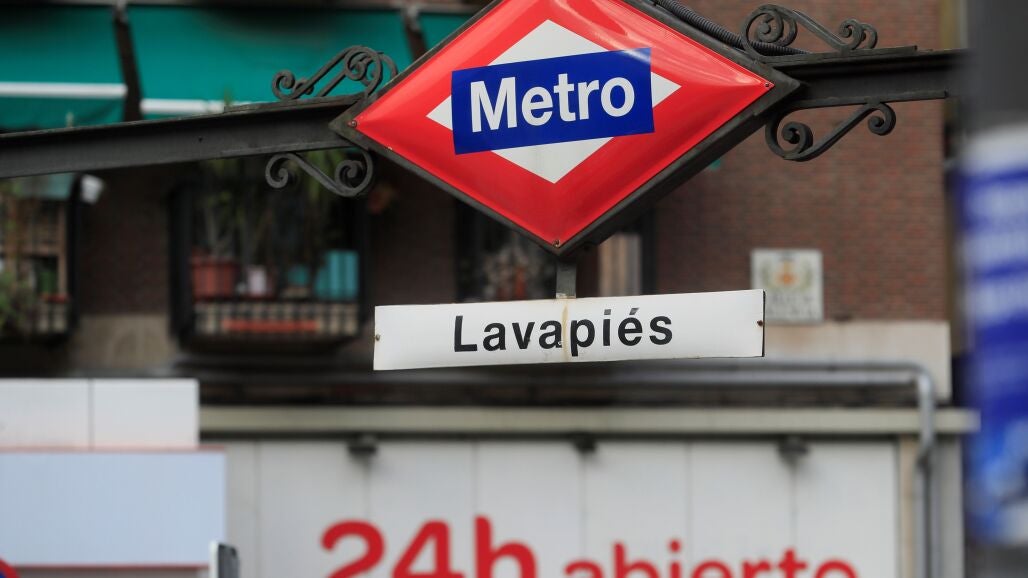 Metro
Lavapiés
24h abierto